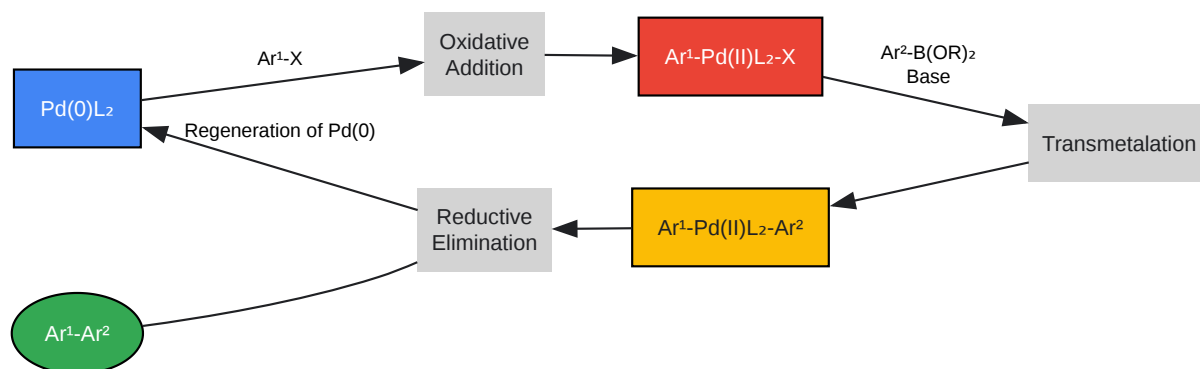 Pd(0)L₂
Ar¹-X
Oxidative
Addition
Ar¹-Pd(II)L₂-X
Ar²-B(OR)₂
Base
Transmetalation
Regeneration of Pd(0)
Reductive
Elimination
Ar¹-Pd(II)L₂-Ar²
Ar¹-Ar²